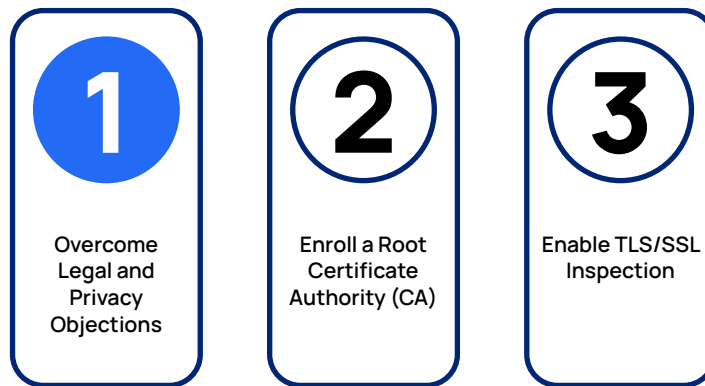 1
Overcome
Legal and
Privacy
Objections
2
Enroll a Root
Certificate
Authority (CA)
3
Enable TLS/SSL
Inspection